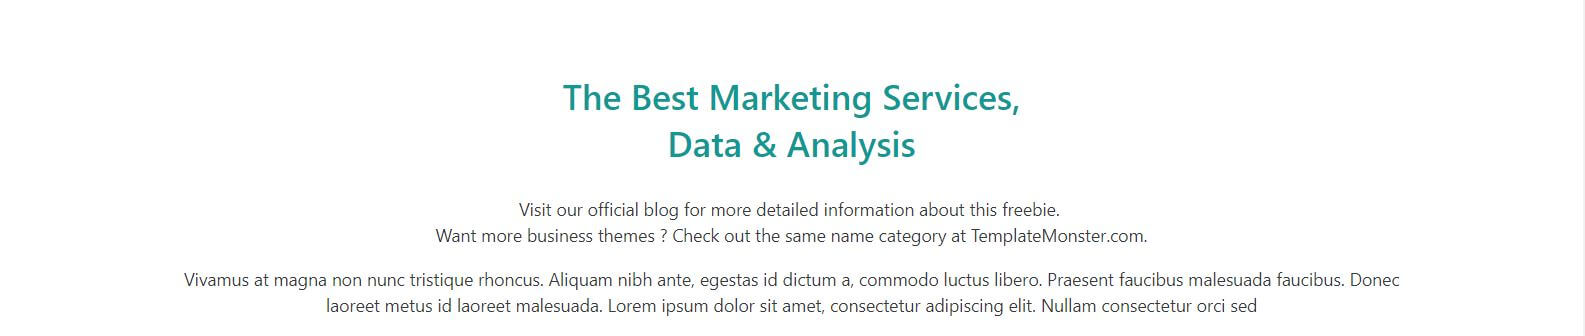 The Best Marketing Services,
Data & Analysis
Visit our official blog for more detailed information about this freebie.
Want more business themes ? Check out the same name category at TemplateMonster.com.
Vivamus at magna non nunc tristique rhoncus. Aliquam nibh ante, egestas id dictum a, commodo luctus libero. Praesent faucibus malesuada faucibus. Donec
laoreet metus id laoreet malesuada. Lorem ipsum dolor sit amet, consectetur adipiscing elit. Nullam consectetur orci sed